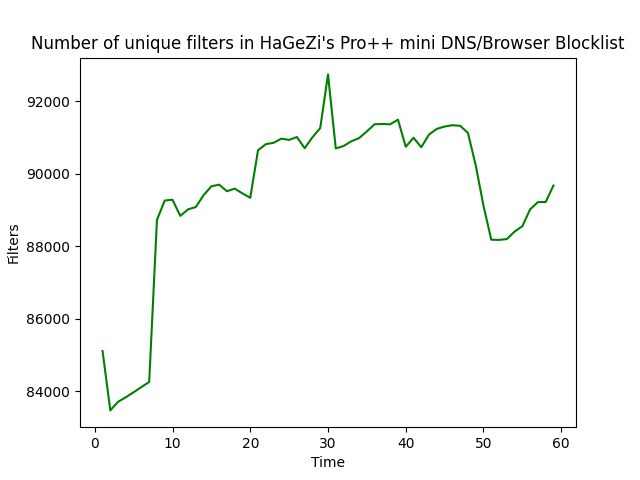 Number of unique filters in HaGeZi's Pro++ mini DNS/Browser Blocklist
92000
90000
88000
86000
84000
Filters
0 10 20 30 40 50 60
Time